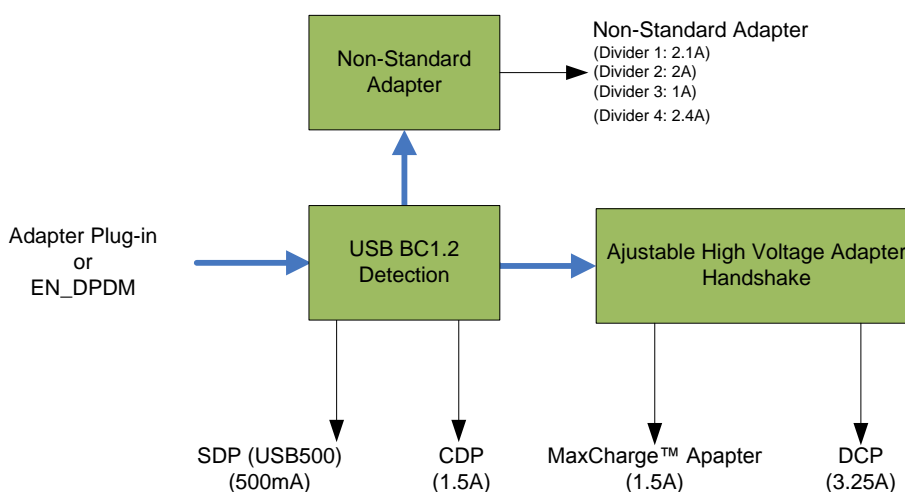 Non-Standard
Adapter
Non-Standard Adapter
(Divider 1: 2.1A)
(Divider 2: 2A)
(Divider 3: 1A)
(Divider 4: 2.4A)
Adapter Plug-in
or
EN_DPDM
USB BC1.2
Detection
Ajustable High Voltage Adapter
Handshake
SDP (USB500)
(500mA)
CDP
(1.5A)
MaxCharge™ Apapter
(1.5A)
DCP
(3.25A)